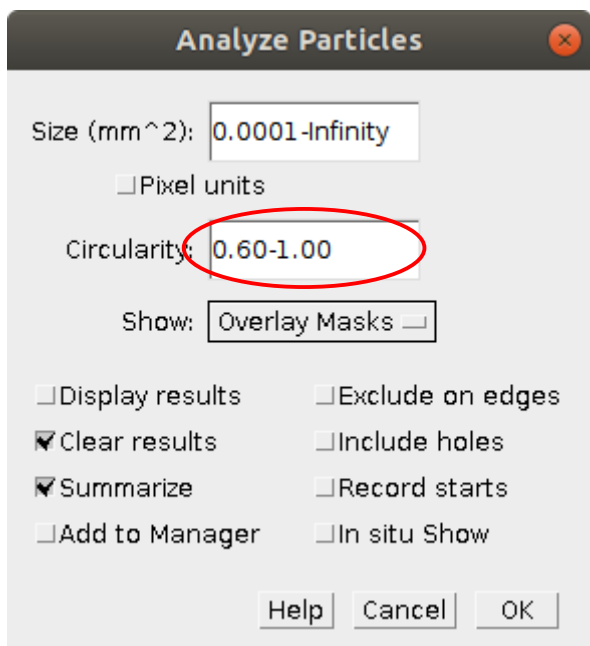 Analyze Particles
Size (mm^2): 0.0001-Infinity
Pixel units
Circularity: 0.60-1.00
Show: Overlay Masks
Display results Exclude on edges
Clear results Include holes
Summarize Record starts
Add to Manager In situ Show
Help Cancel OK